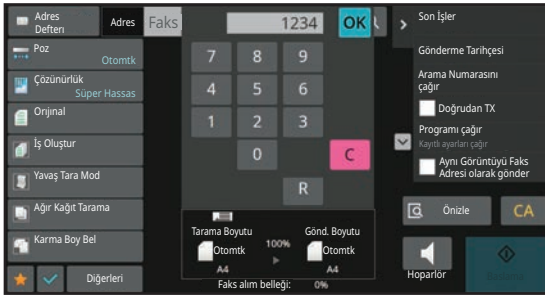 Adres
Defteri
Adres
Faks
1234
OK
Poz
Otomtk
Çözünürlük
Süper Hassas
Orijinal
İş Oluştur
Yavaş Tara Mod
Ağır Kağıt Tarama
Karma Boy Bel
Diğerleri
7 8 9
4 5 6
1 2 3
0 C
R
Tarama Boyutu
Otomtk
A4
100%
Gönd. Boyutu
Otomtk
A4
Faks alım belleği: 0%
Son İşler
Gönderme Tarihçesi
Arama Numarasını
çağır
Doğrudan TX
Programı çağır
Kayıtlı ayarları çağır
Aynı Görüntüyü Faks
Adresi olarak gönder
Önizle
CA
Hoparlör